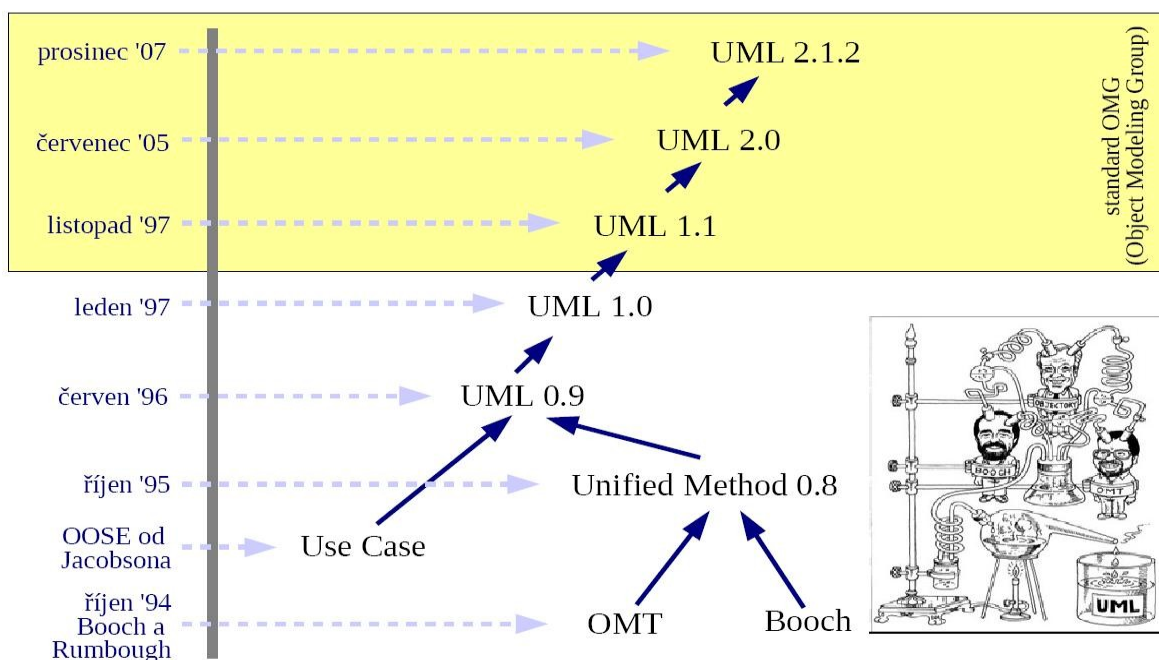 prosinec '07
UML 2.1.2
červenec '05
UML 2.0
listopad '97
UML 1.1
standard OMG
(Object Modeling Group)
leden '97
UML 1.0
červen '96
UML 0.9
říjen '95
Unified Method 0.8
OOSE od
Jacobsona
Use Case
říjen '94
Booch a
Rumbough
OMT
Booch
OBJECTORY
BOOCH
OMT
UML